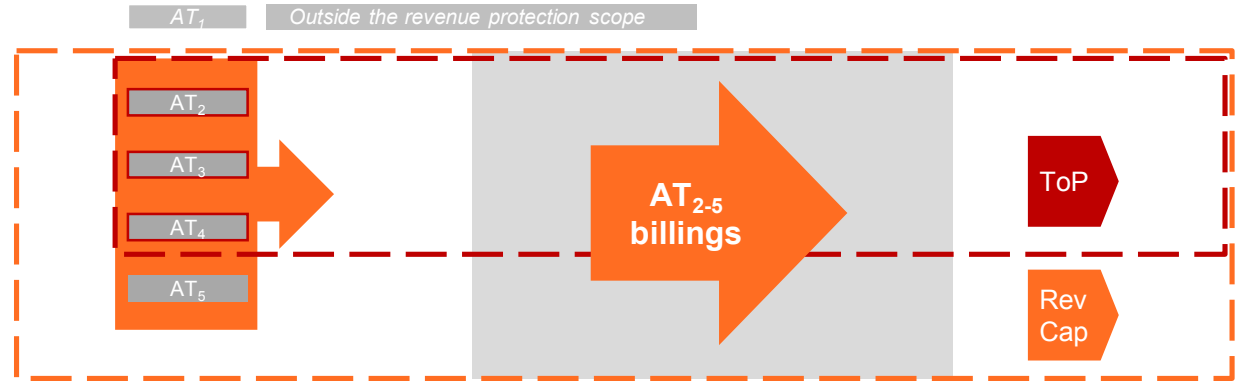 AT₁ Outside the revenue protection scope
AT₂
AT₃
AT₄
AT₅
AT₂₋₅
billings
ToP
Rev
Cap